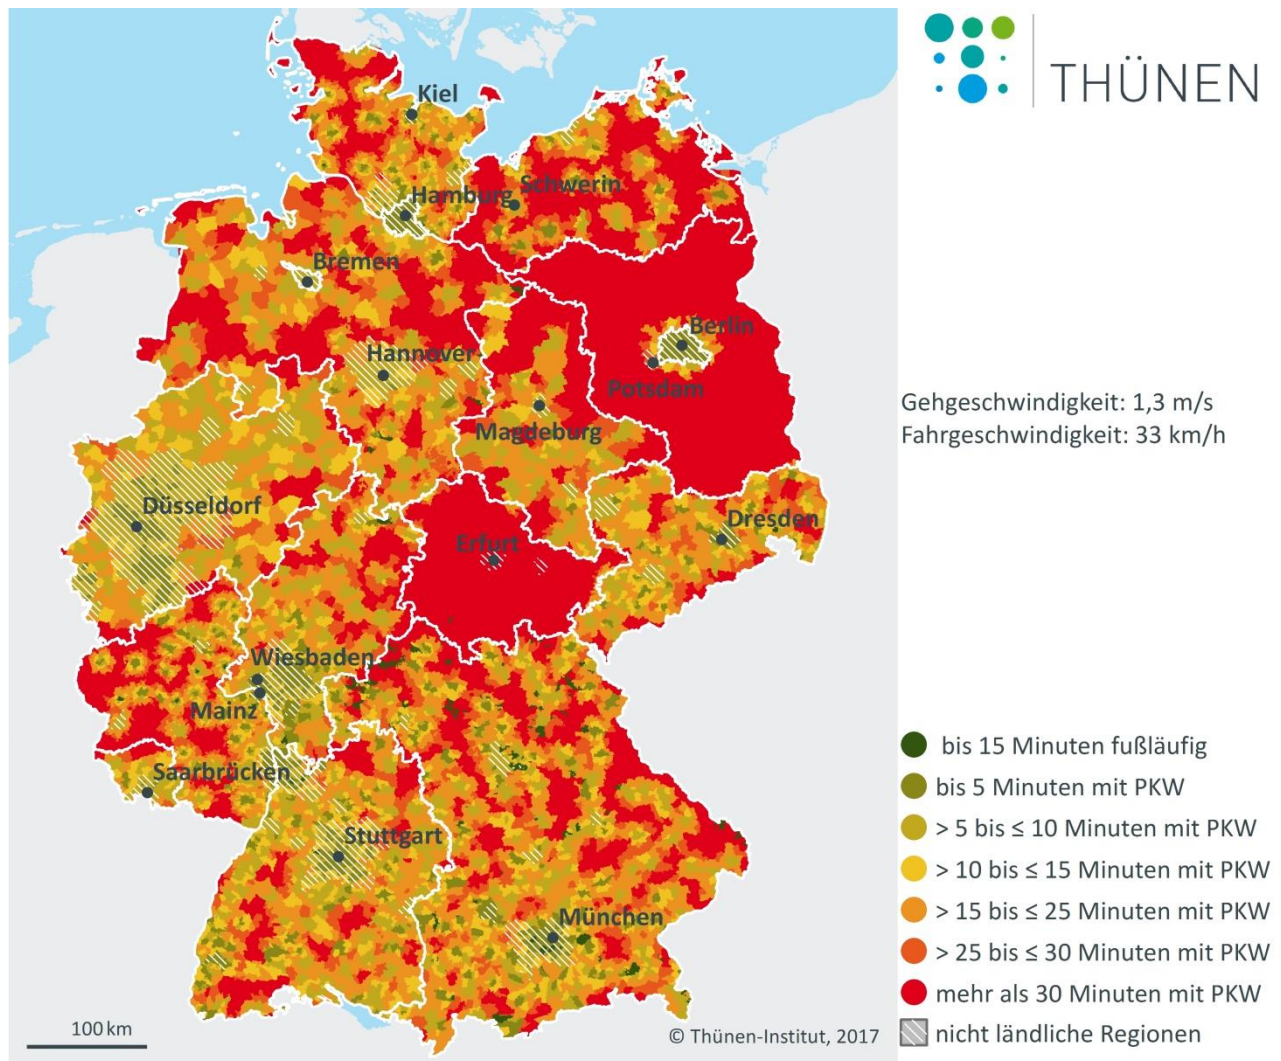 THÜNEN
Kiel
Schwerin
Hamburg
Bremen
Berlin
Hannover
Potsdam
Magdeburg
Düsseldorf
Dresden
Erfurt
Wiesbaden
Mainz
Saarbrücken
Stuttgart
München
Gehgeschwindigkeit: 1,3 m/s
Fahrgeschwindigkeit: 33 km/h
bis 15 Minuten fußläufig
bis 5 Minuten mit PKW
> 5 bis ≤ 10 Minuten mit PKW
> 10 bis ≤ 15 Minuten mit PKW
> 15 bis ≤ 25 Minuten mit PKW
> 25 bis ≤ 30 Minuten mit PKW
mehr als 30 Minuten mit PKW
nicht ländliche Regionen
100 km
© Thünen-Institut, 2017